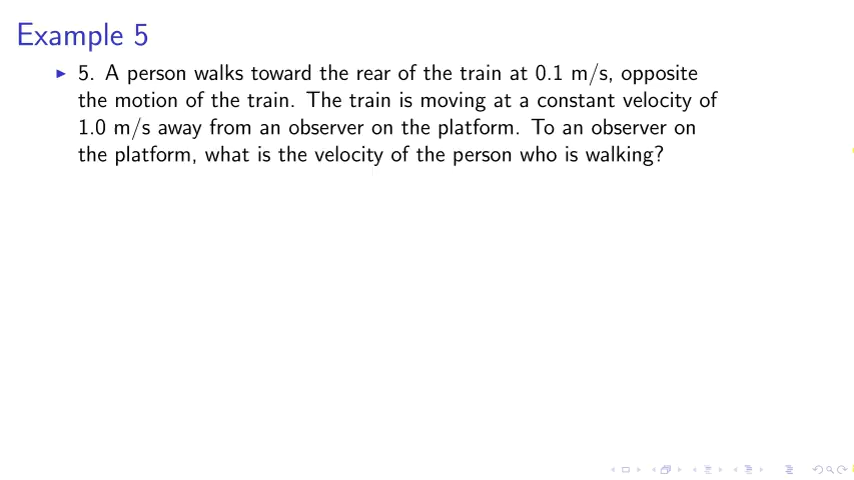 Example 5
5. A person walks toward the rear of the train at 0.1 m/s, opposite
the motion of the train. The train is moving at a constant velocity of
1.0 m/s away from an observer on the platform. To an observer on
the platform, what is the velocity of the person who is walking?